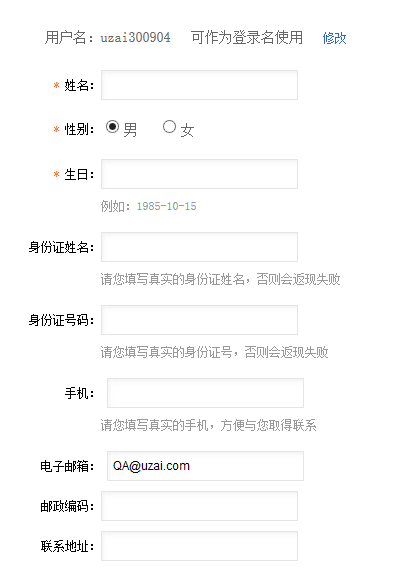 用户名：uzai300904 可作为登录名使用 修改
* 姓名：
* 性别： 男 女
* 生日：
例如：1985-10-15
身份证姓名：
请您填写真实的身份证姓名，否则会返现失败
身份证号码：
请您填写真实的身份证号，否则会返现失败
手机：
请您填写真实的手机，方便与您取得联系
电子邮箱： QA@uzai.com
邮政编码：
联系地址：